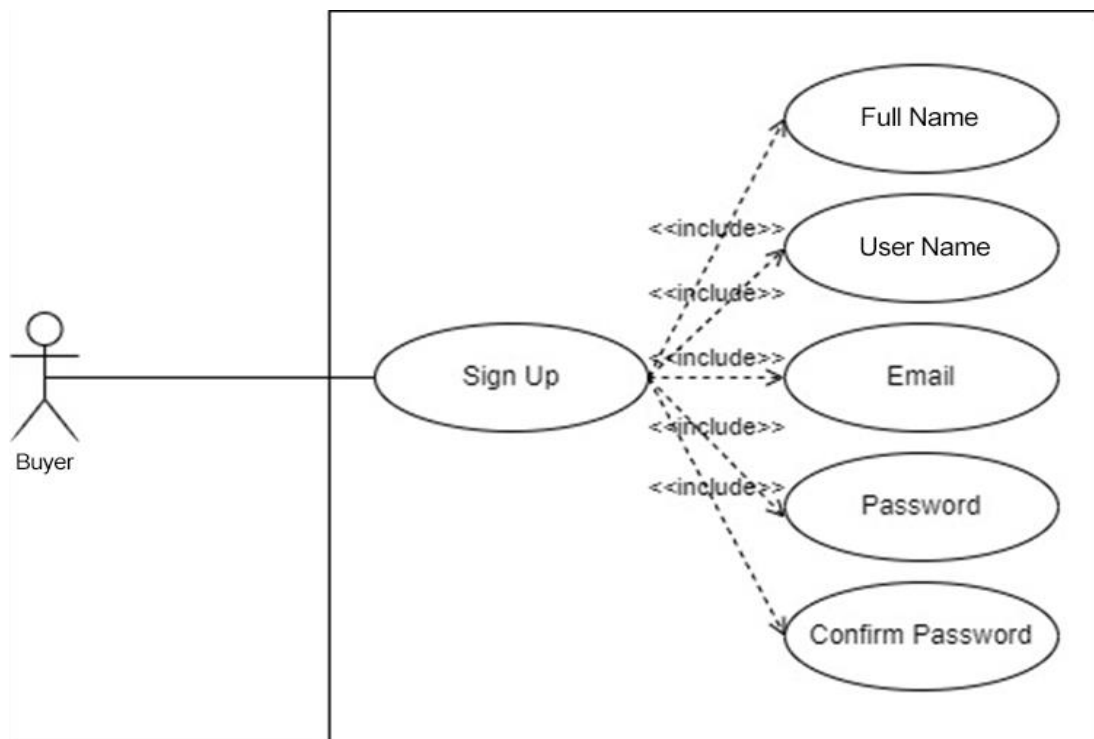 Full Name
<<include>>
User Name
<<include>>
Buyer
Sign Up
<<include>>
Email
<<include>>
Password
<<include>>
Confirm Password